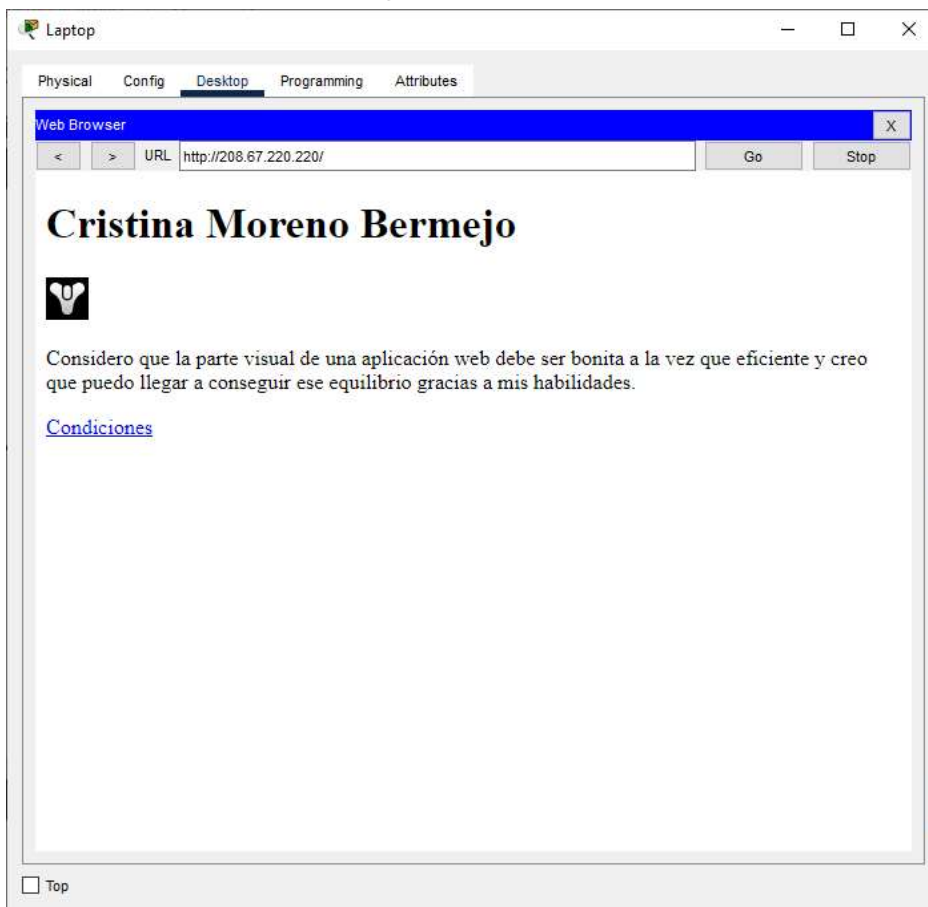 Laptop
Physical Config Desktop Programming Attributes
Web Browser X
< > URL http://208.67.220.220/ Go Stop
Cristina Moreno Bermejo
Considero que la parte visual de una aplicación web debe ser bonita a la vez que eficiente y creo
que puedo llegar a conseguir ese equilibrio gracias a mis habilidades.
Condiciones
Top